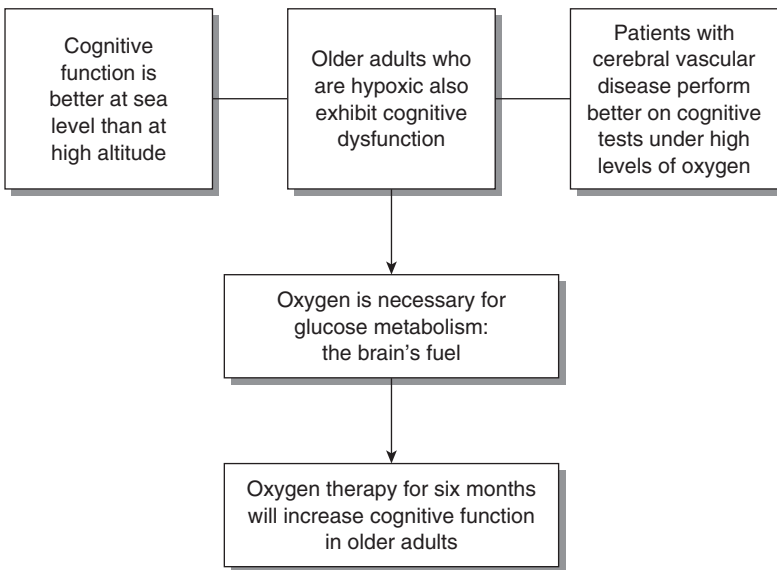 Cognitive
function is
better at sea
level than at
high altitude
Older adults who
are hypoxic also
exhibit cognitive
dysfunction
Patients with
cerebral vascular
disease perform
better on cognitive
tests under high
levels of oxygen
Oxygen is necessary for
glucose metabolism:
the brain’s fuel
Oxygen therapy for six months
will increase cognitive function
in older adults